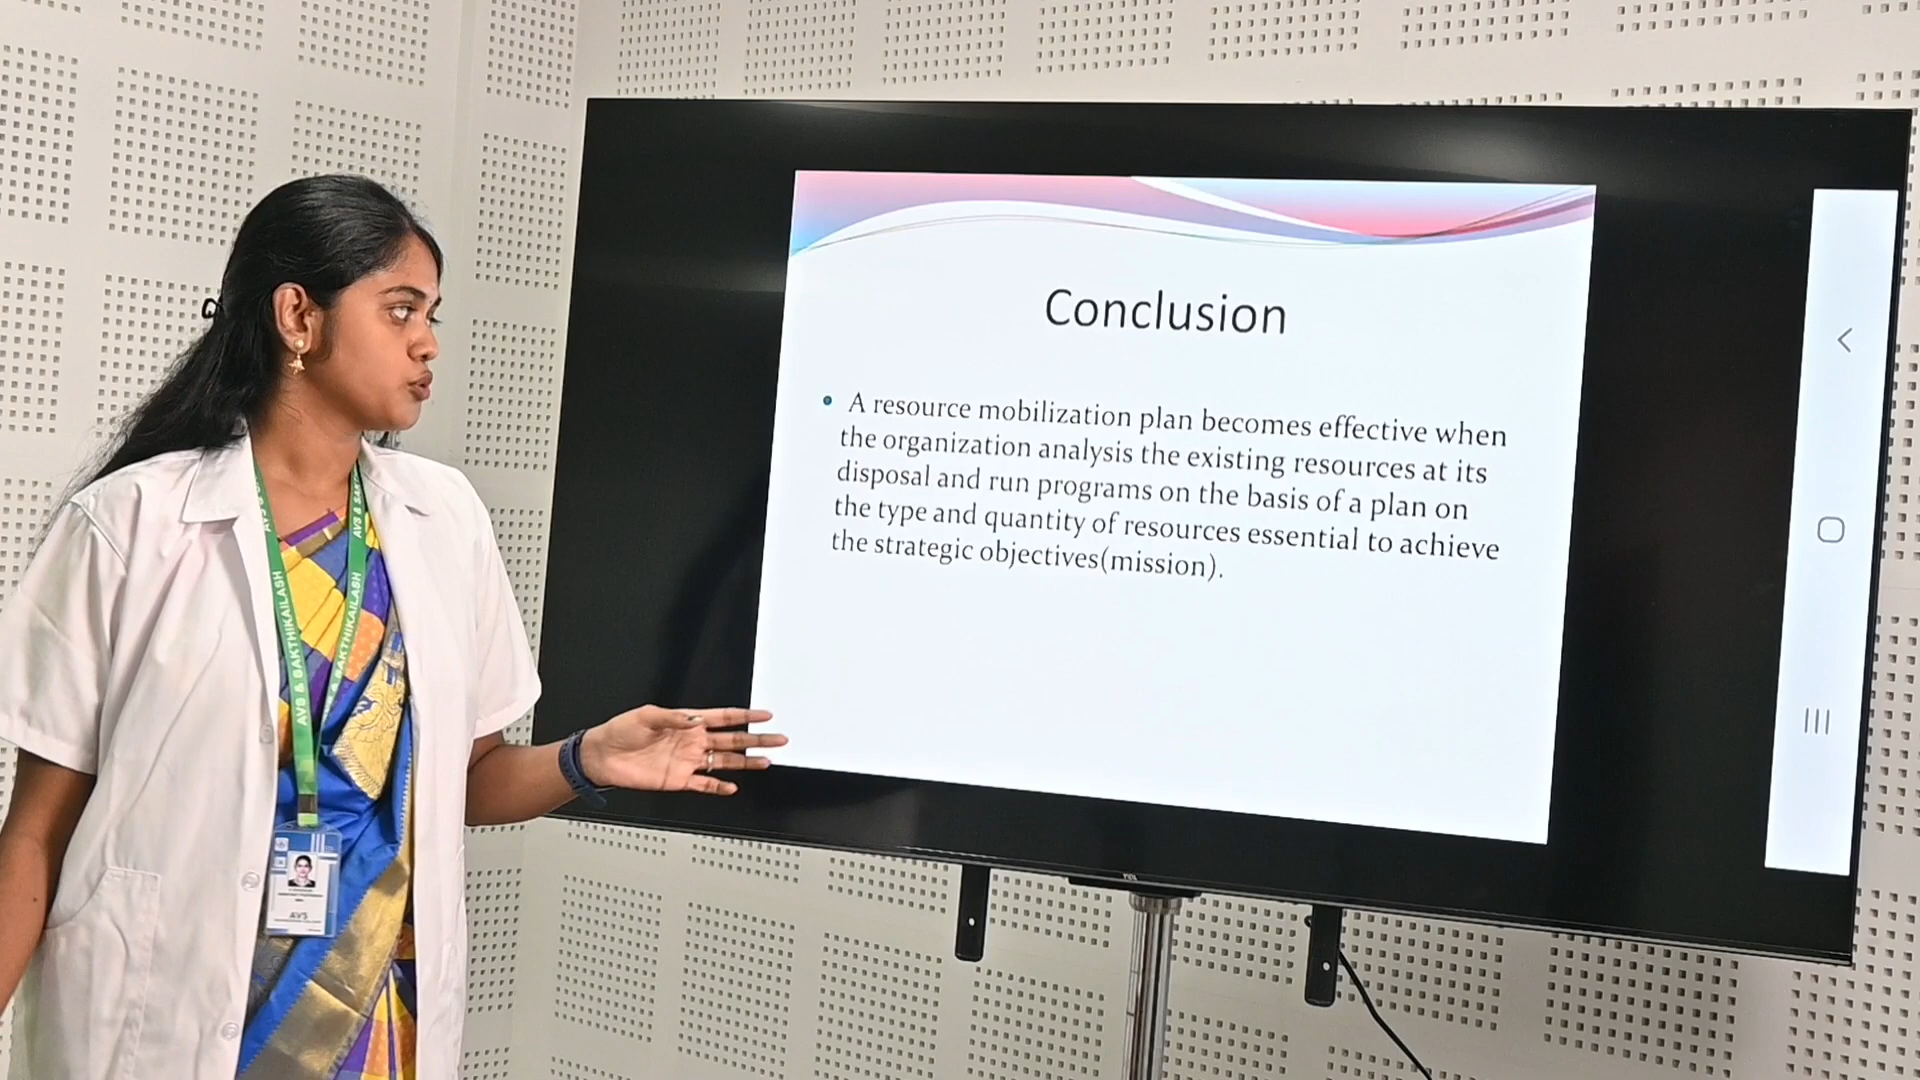 Conclusion
A resource mobilization plan becomes effective when
the organization analysis the existing resources at its
disposal and run programs on the basis of a plan on
the type and quantity of resources essential to achieve
the strategic objectives(mission).
AVS & SAKTHIKAILASH
AVS & SAK
& SAKTHIKAILASH
AVS